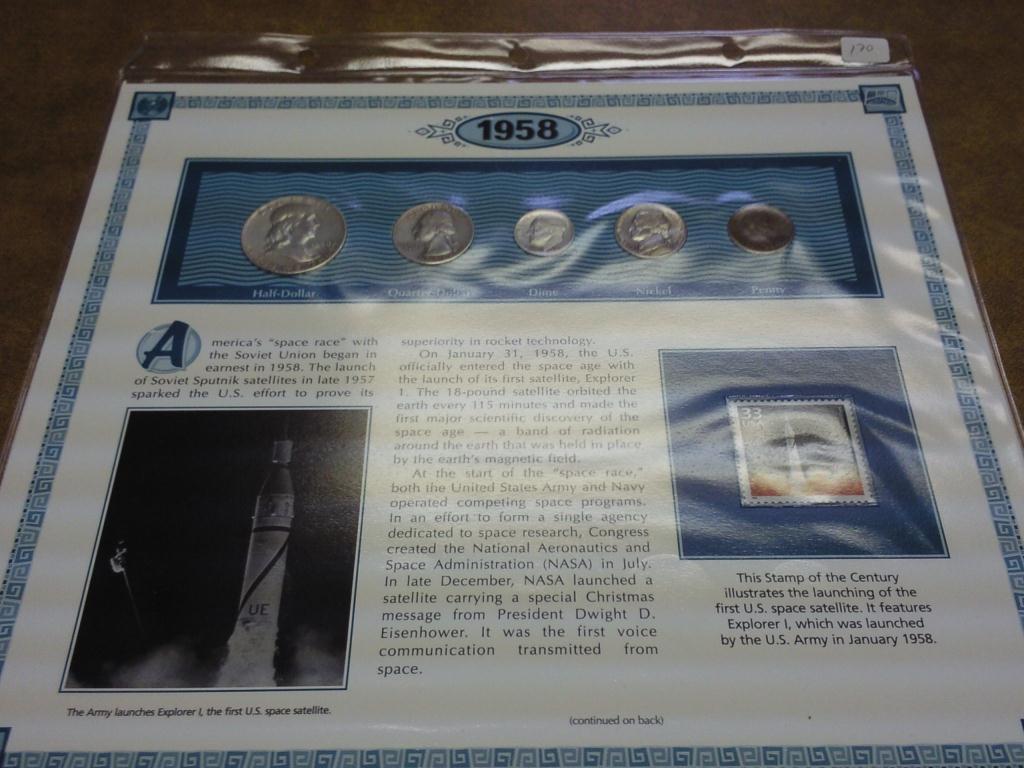 170
1958
Half-Dollar
Quarter-Dollar
Dime
Nickel
Penny
America's "space race" with
the Soviet Union began in
earnest in 1958. The launch
of Soviet Sputnik satellites in late 1957
sparked the U.S. effort to prove its
superiority in rocket technology.
On January 31, 1958, the U.S.
officially entered the space age with
the launch of its first satellite, Explorer
1. The 18-pound satellite orbited the
earth every 115 minutes and made the
first major scientific discovery of the
space age — a band of radiation
around the earth that was held in place
by the earth's magnetic field.
At the start of the "space race,"
both the United States Army and Navy
operated competing space programs.
In an effort to form a single agency
dedicated to space research, Congress
created the National Aeronautics and
Space Administration (NASA) in July.
In late December, NASA launched a
satellite carrying a special Christmas
message from President Dwight D.
Eisenhower. It was the first voice
communication transmitted from
space.
UE
The Army launches Explorer I, the first U.S. space satellite.
33
USA
This Stamp of the Century
illustrates the launching of the
first U.S. space satellite. It features
Explorer I, which was launched
by the U.S. Army in January 1958.
(continued on back)